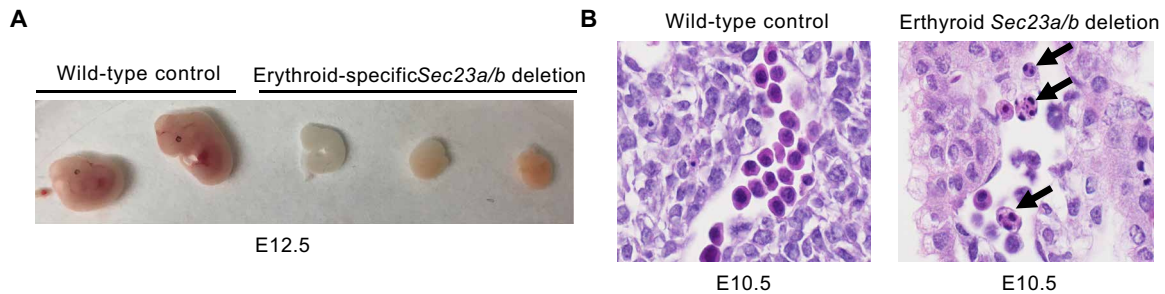 A
Wild-type control
Erythroid-specificSec23a/b deletion
E12.5
B
Wild-type control
Erthyroid Sec23a/b deletion
E10.5
E10.5